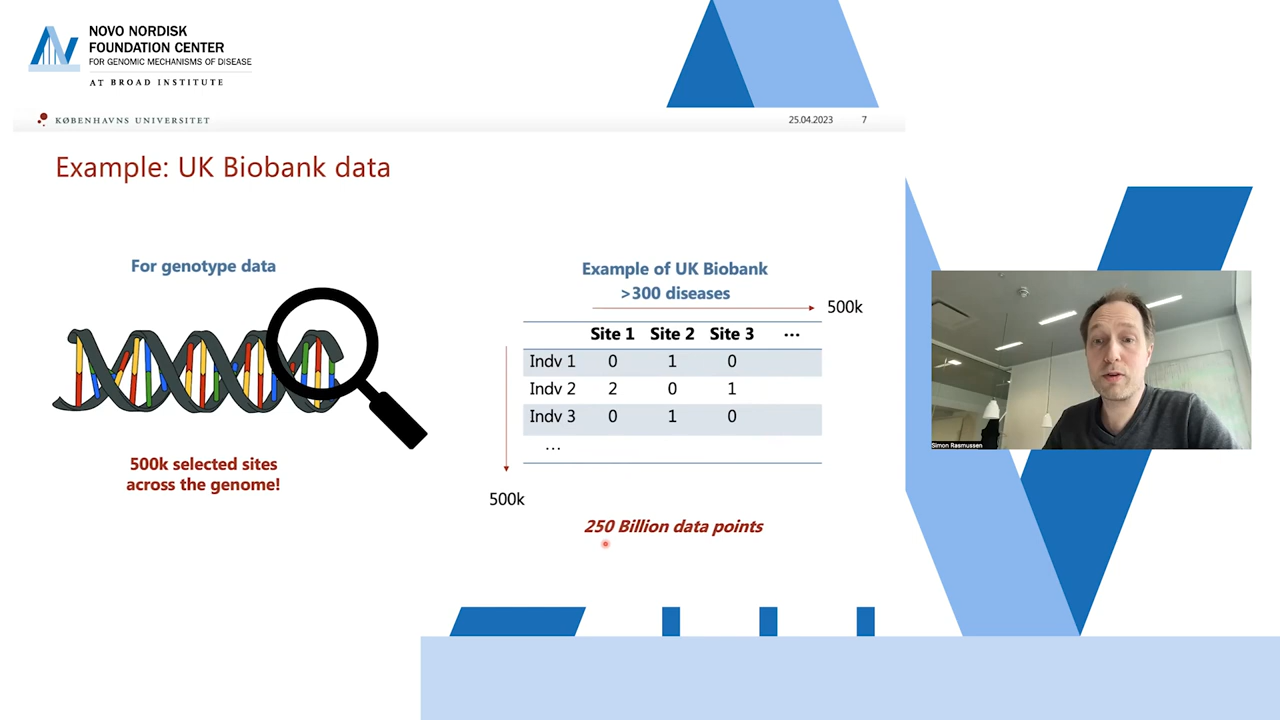 NOVO NORDISK
FOUNDATION CENTER
FOR GENOMIC MECHANISMS OF DISEASE
AT BROAD INSTITUTE
KØBENHAVNS UNIVERSITET
25.04.2023
7
Example: UK Biobank data
For genotype data
500k selected sites
across the genome!
Example of UK Biobank
>300 diseases
500k
Site 1 Site 2 Site 3 ...
Indv 1 0 1 0
Indv 2 2 0 1
Indv 3 0 1 0
...
500k
250 Billion data points
Simon Rasmussen